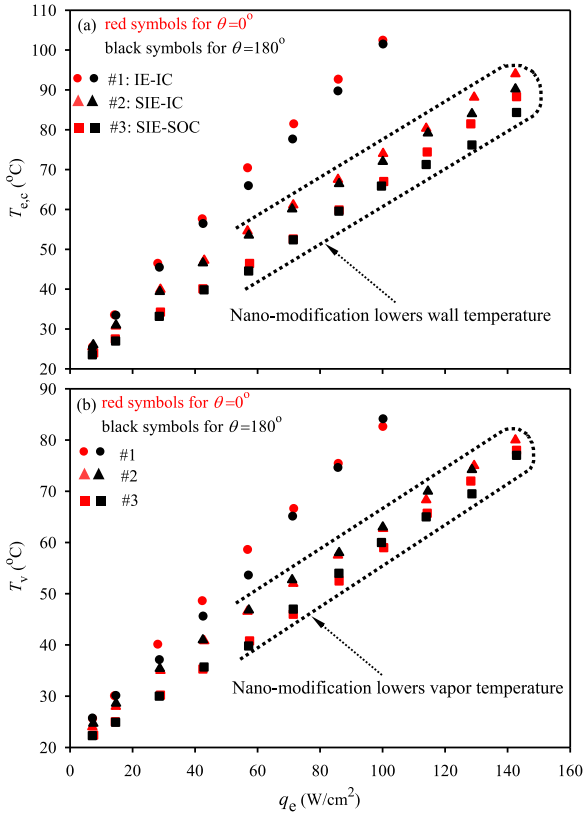 (a) red symbols for θ=0°
black symbols for θ=180°
#1: IE-IC
#2: SIE-IC
#3: SIE-SOC
110
100
90
80
70
60
50
40
30
20
T_e,c (°C)
Nano-modification lowers wall temperature
(b) red symbols for θ=0°
black symbols for θ=180°
#1
#2
#3
90
80
70
60
50
40
30
20
T_v (°C)
Nano-modification lowers vapor temperature
0 20 40 60 80 100 120 140 160
q_e (W/cm²)